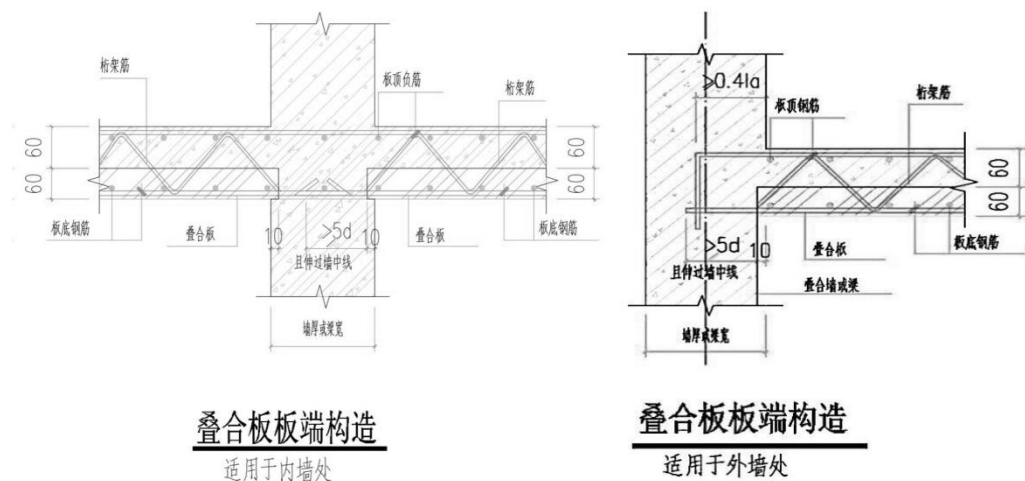 桁架筋
板顶负筋
桁架筋
60
60
60
60
板底钢筋
叠合板
10
>5d
10
叠合板
板底钢筋
且伸过墙中线
墙厚或梁宽
叠合板板端构造
适用于内墙处
>0.4la
板顶钢筋
桁架筋
60
60
>5d
10
叠合板
板底钢筋
且伸过墙中线
叠合墙或梁
墙厚或梁宽
叠合板板端构造
适用于外墙处